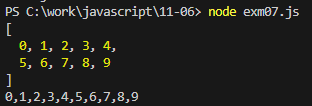 PS C:\work\javascript\11-06> node exm07.js
[
  0, 1, 2, 3, 4,
  5, 6, 7, 8, 9
]
0,1,2,3,4,5,6,7,8,9